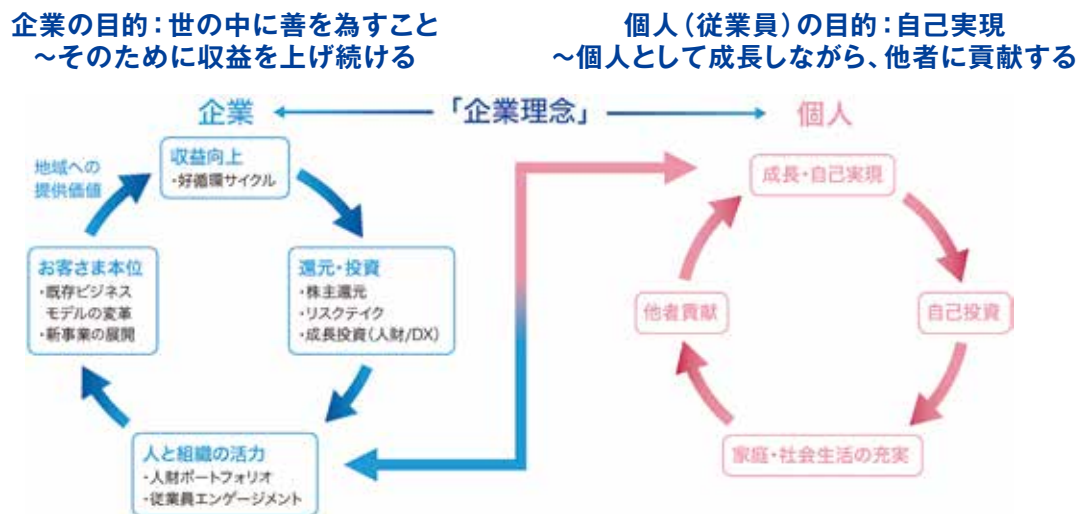 企業の目的：世の中に善を為すこと
～そのために収益を上げ続ける
個人（従業員）の目的：自己実現
～個人として成長しながら、他者に貢献する
企業
「企業理念」
個人
地域への
提供価値
収益向上
・好循環サイクル
お客さま本位
・既存ビジネス
モデルの変革
・新事業の展開
還元・投資
・株主還元
・リスクテイク
・成長投資（人財/DX）
人と組織の活力
・人財ポートフォリオ
・従業員エンゲージメント
成長・自己実現
他者貢献
自己投資
家庭・社会生活の充実